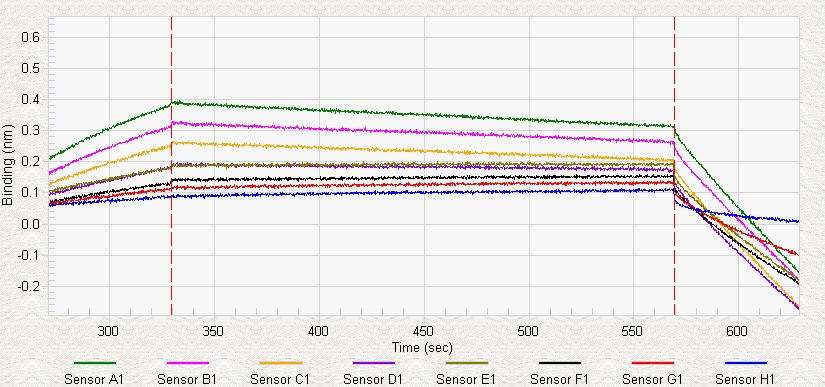 0.6
0.5
0.4
0.3
0.2
0.1
0.0
-0.1
-0.2
Binding (nm)
300 350 400 450 500 550 600
Time (sec)
Sensor A1 Sensor B1 Sensor C1 Sensor D1 Sensor E1 Sensor F1 Sensor G1 Sensor H1